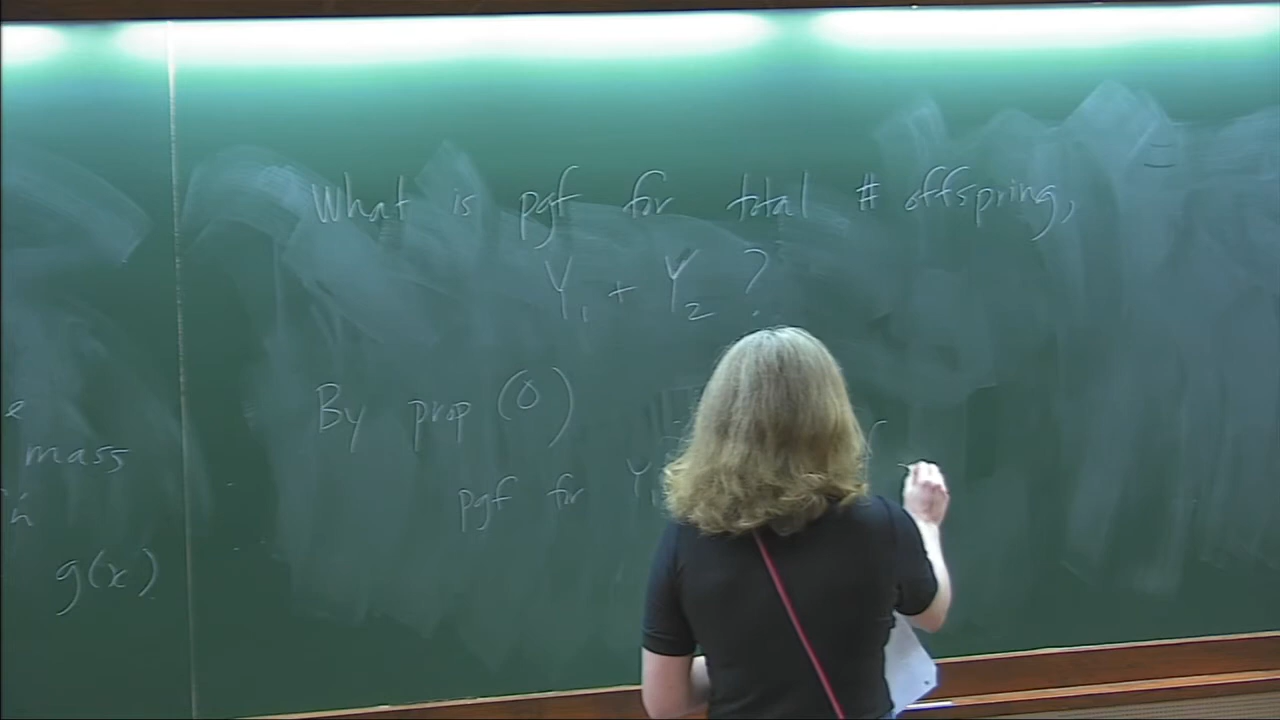 mass
g(x)
What is pgf for total # offspring,
Y₁ + Y₂ ?
By prop (0)
pgf for Y₁